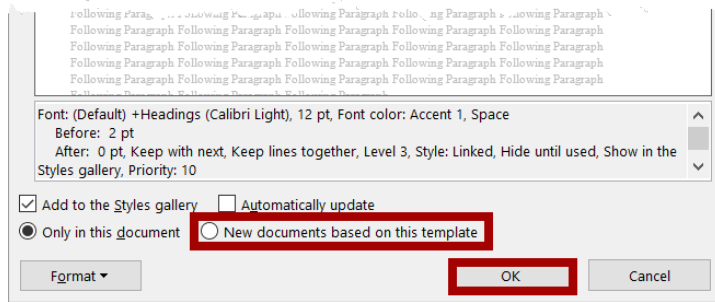 Following Paragraph Following Paragraph Following Paragraph Following Paragraph Following Paragraph
Following Paragraph Following Paragraph Following Paragraph Following Paragraph Following Paragraph
Following Paragraph Following Paragraph Following Paragraph Following Paragraph Following Paragraph
Following Paragraph Following Paragraph Following Paragraph Following Paragraph Following Paragraph
Following Paragraph Following Paragraph Following Paragraph Following Paragraph Following Paragraph
Font: (Default) +Headings (Calibri Light), 12 pt, Font color: Accent 1, Space
Before: 2 pt
After: 0 pt, Keep with next, Keep lines together, Level 3, Style: Linked, Hide until used, Show in the
Styles gallery, Priority: 10
Add to the Styles gallery Automatically update
Only in this document New documents based on this template
Format OK Cancel